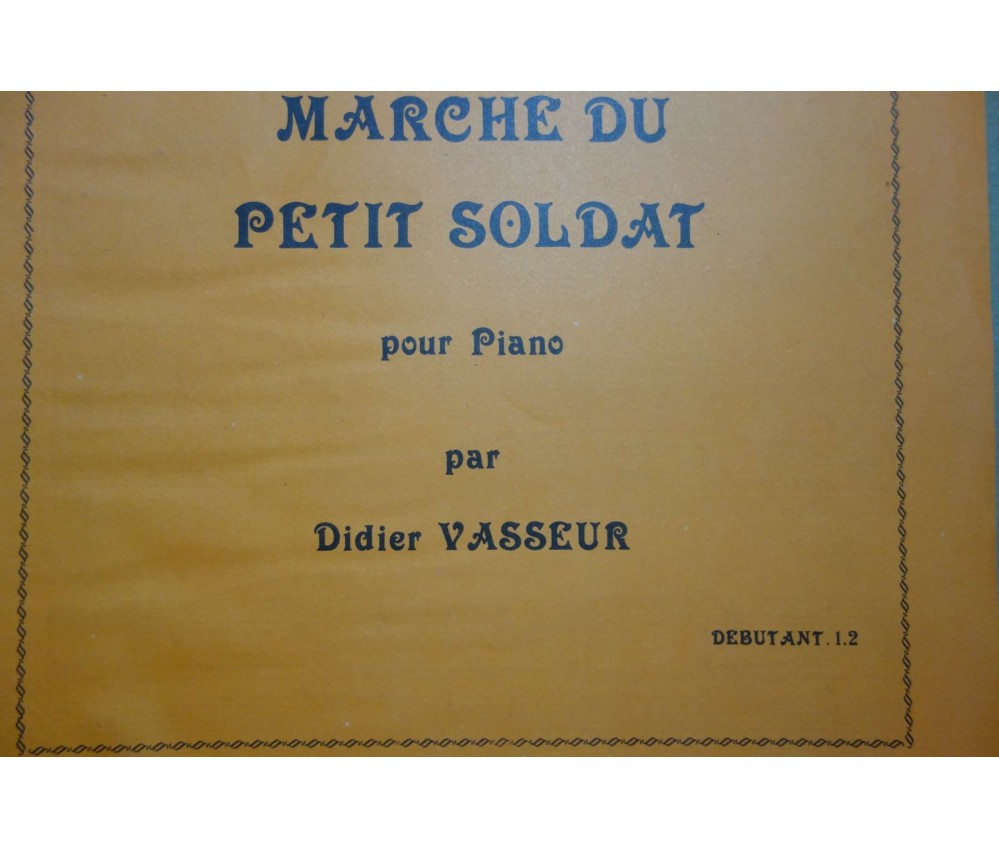 MARCHE DU
PETIT SOLDAT
pour Piano
par
Didier VASSEUR
DEBUTANT.1.2